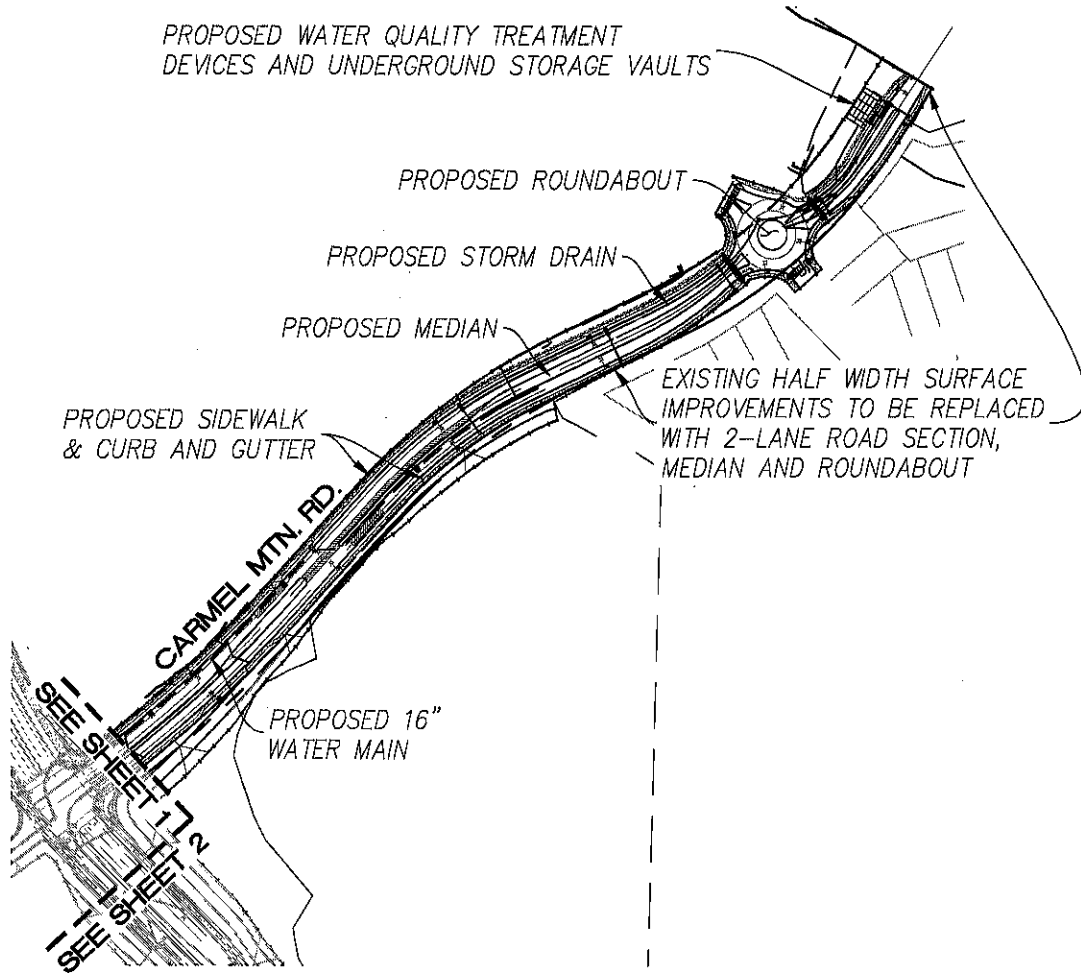 PROPOSED WATER QUALITY TREATMENT
DEVICES AND UNDERGROUND STORAGE VAULTS
PROPOSED ROUNDABOUT
PROPOSED STORM DRAIN
PROPOSED MEDIAN
EXISTING HALF WIDTH SURFACE
IMPROVEMENTS TO BE REPLACED
WITH 2-LANE ROAD SECTION,
MEDIAN AND ROUNDABOUT
PROPOSED SIDEWALK
& CURB AND GUTTER
CARMEL MTN. RD.
PROPOSED 16"
WATER MAIN
SEE SHEET 1
SEE SHEET 2